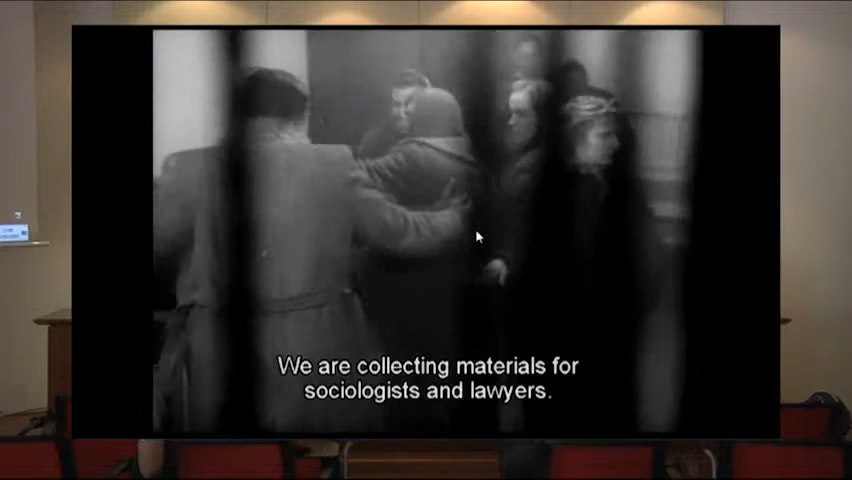 We are collecting materials for
sociologists and lawyers.